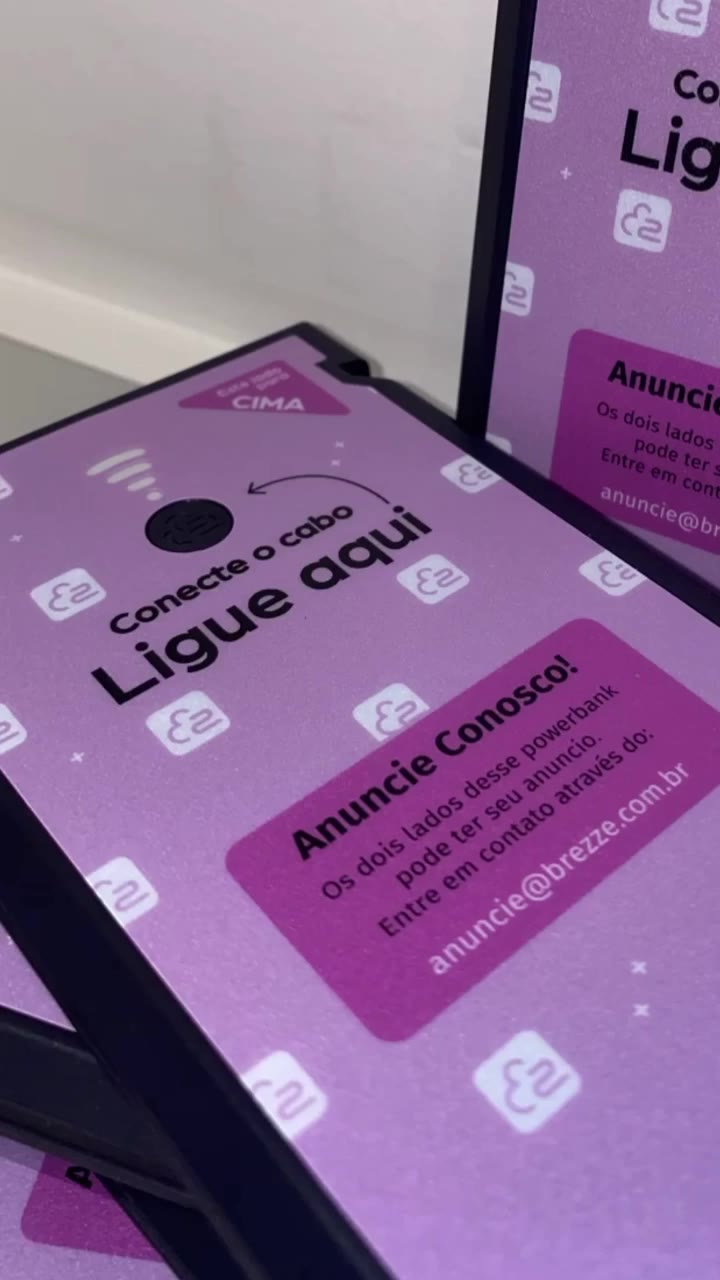 Este lado
para
CIMA
Conecte o cabo
Ligue aqui
Anuncie Conosco!
Os dois lados desse powerbank
pode ter seu anuncio.
Entre em contato através do:
anuncie@brezze.com.br
Co
Lig
Anuncie
Os dois lados
pode ter s
Entre em cont
anuncie@br